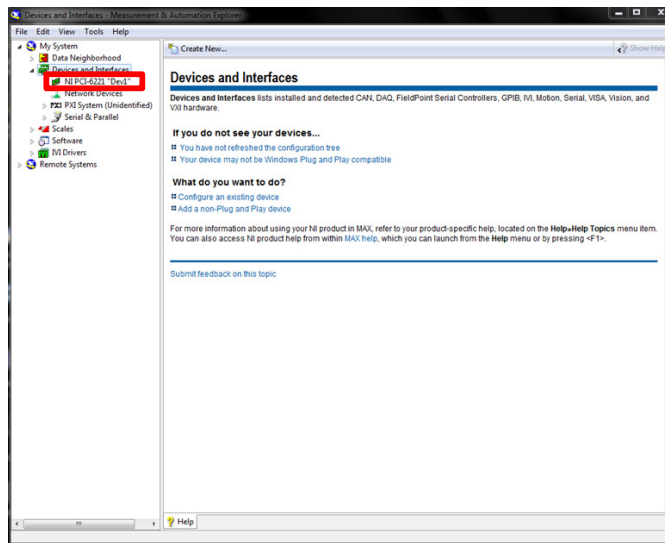 Devices and Interfaces - Measurement & Automation Explorer
File Edit View Tools Help
My System
Data Neighborhood
Devices and Interfaces
NI PCI-6221 "Dev1"
Network Devices
PXI PXI System (Unidentified)
Serial & Parallel
Scales
Software
IVI Drivers
Remote Systems
Create New...
Show Help
Devices and Interfaces
Devices and Interfaces lists installed and detected CAN, DAQ, FieldPoint Serial Controllers, GPIB, IVI, Motion, Serial, VISA, Vision, and
VXI hardware.
If you do not see your devices...
You have not refreshed the configuration tree
Your device may not be Windows Plug and Play compatible
What do you want to do?
Configure an existing device
Add a non-Plug and Play device
For more information about using your NI product in MAX, refer to your product-specific help, located on the Help»Help Topics menu item.
You can also access NI product help from within MAX help, which you can launch from the Help menu or by pressing <F1>.
Submit feedback on this topic
Help